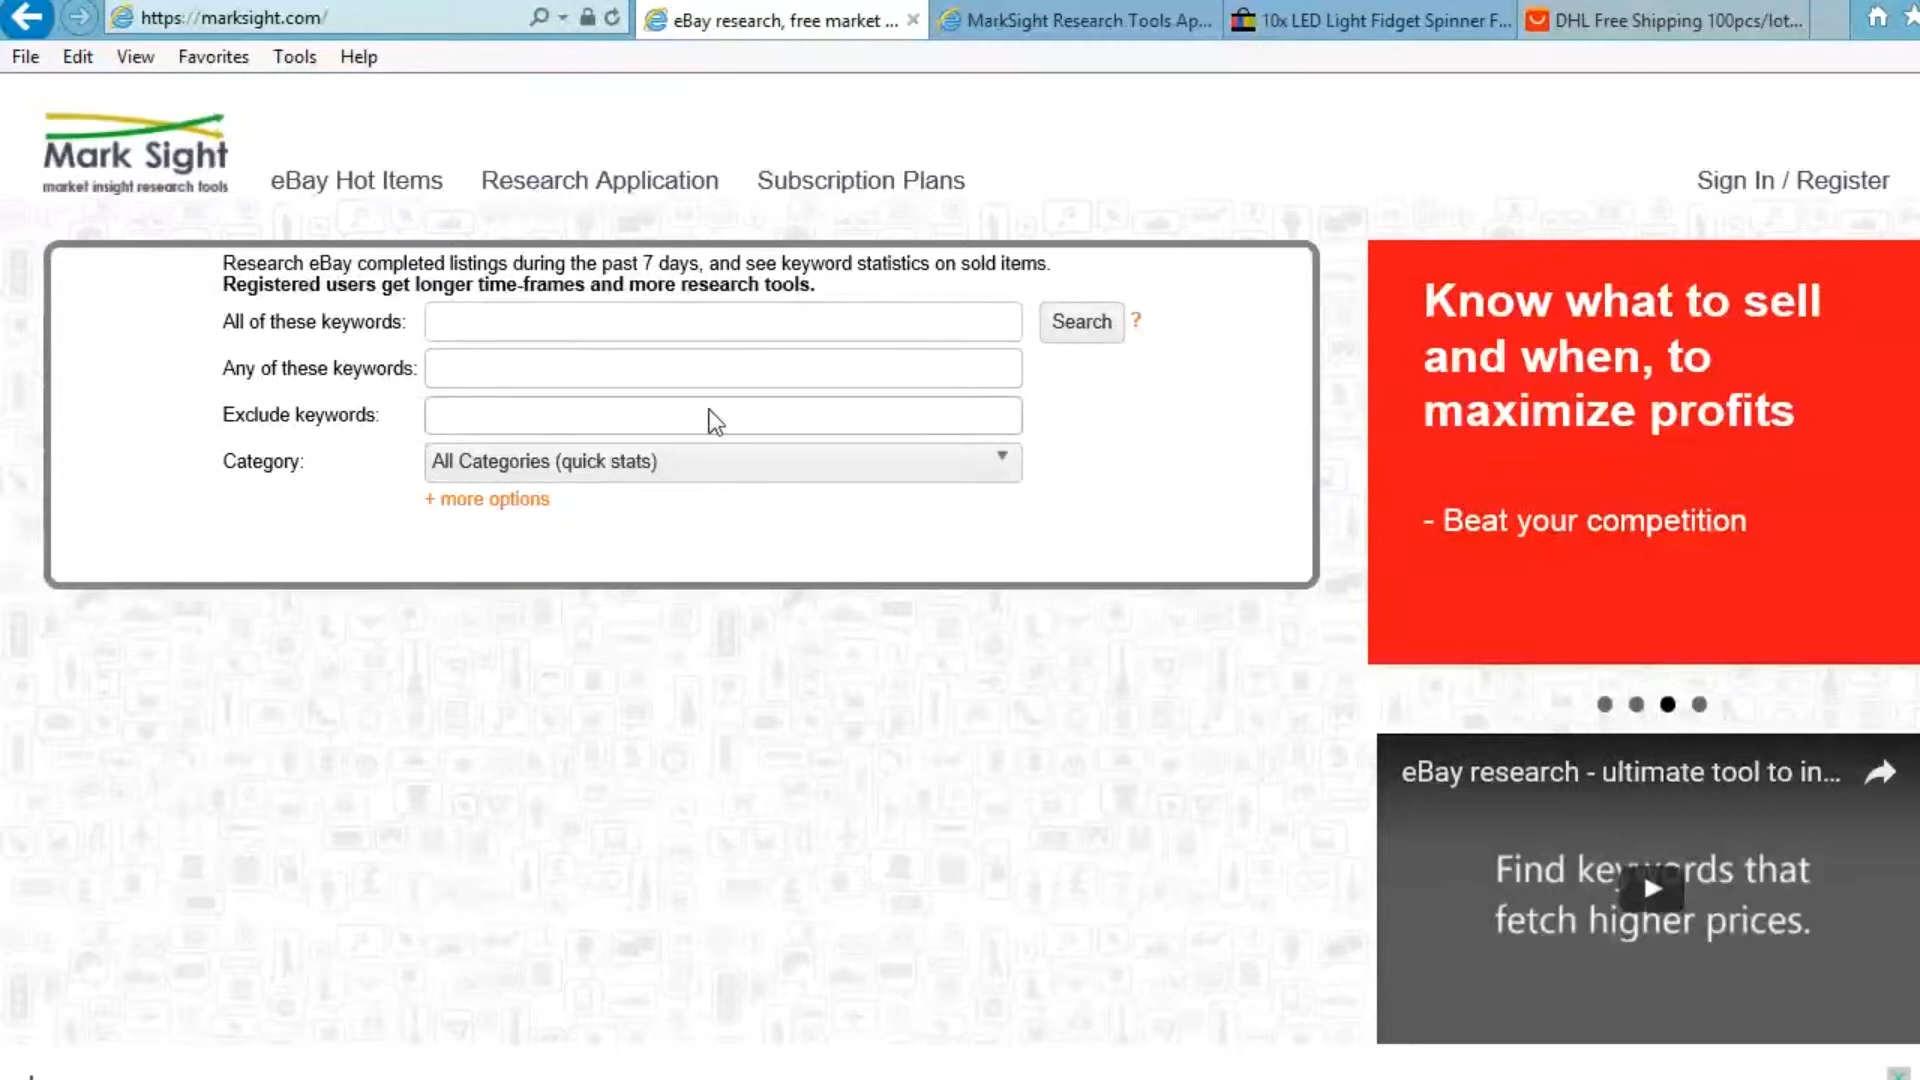 https://marksight.com/
eBay research, free market ...
MarkSight Research Tools Ap...
10x LED Light Fidget Spinner F...
DHL Free Shipping 100pcs/lot...
File Edit View Favorites Tools Help
Mark Sight
market insight research tools
eBay Hot Items
Research Application
Subscription Plans
Sign In / Register
Research eBay completed listings during the past 7 days, and see keyword statistics on sold items.
Registered users get longer time-frames and more research tools.
All of these keywords:
Search ?
Any of these keywords:
Exclude keywords:
Category:
All Categories (quick stats)
+ more options
Know what to sell
and when, to
maximize profits
- Beat your competition
eBay research - ultimate tool to in...
Find keywords that
fetch higher prices.